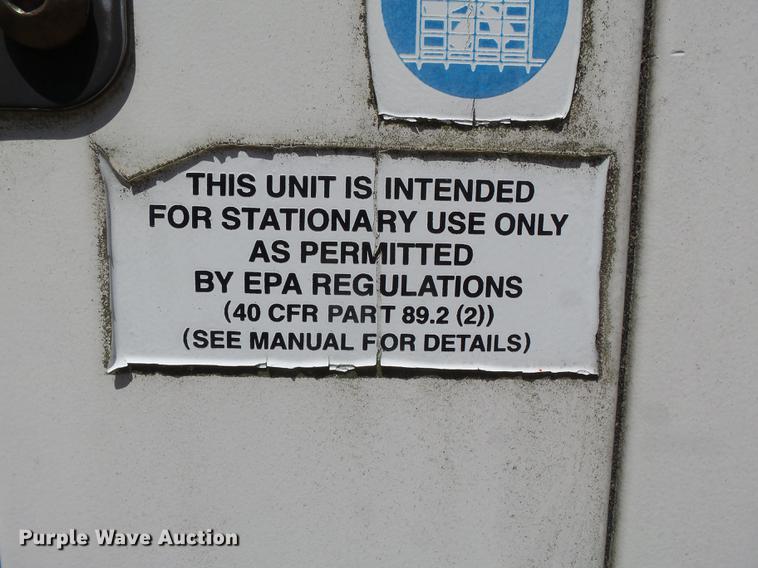 THIS UNIT IS INTENDED
FOR STATIONARY USE ONLY
AS PERMITTED
BY EPA REGULATIONS
(40 CFR PART 89.2 (2))
(SEE MANUAL FOR DETAILS)
Purple Wave Auction